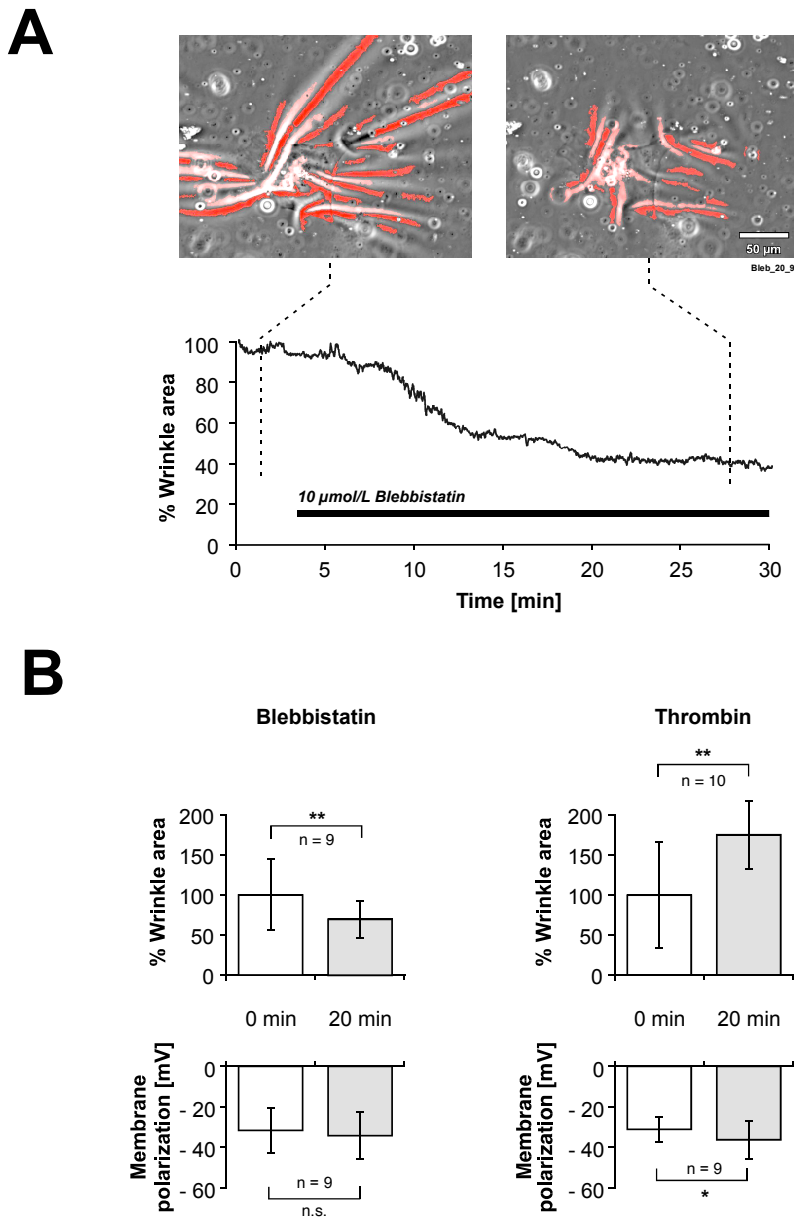 A
50 µm
Bleb_20_9
100
80
60
40
20
0
% Wrinkle area
10 µmol/L Blebbistatin
0 5 10 15 20 25 30
Time [min]
B
Blebbistatin
Thrombin
**
n = 9
200
150
100
50
0
% Wrinkle area
**
n = 10
200
150
100
50
0
% Wrinkle area
0 min 20 min
0 min 20 min
0
- 20
- 40
- 60
Membrane
polarization [mV]
n = 9
n.s.
0
- 20
- 40
- 60
Membrane
polarization [mV]
n = 9
*